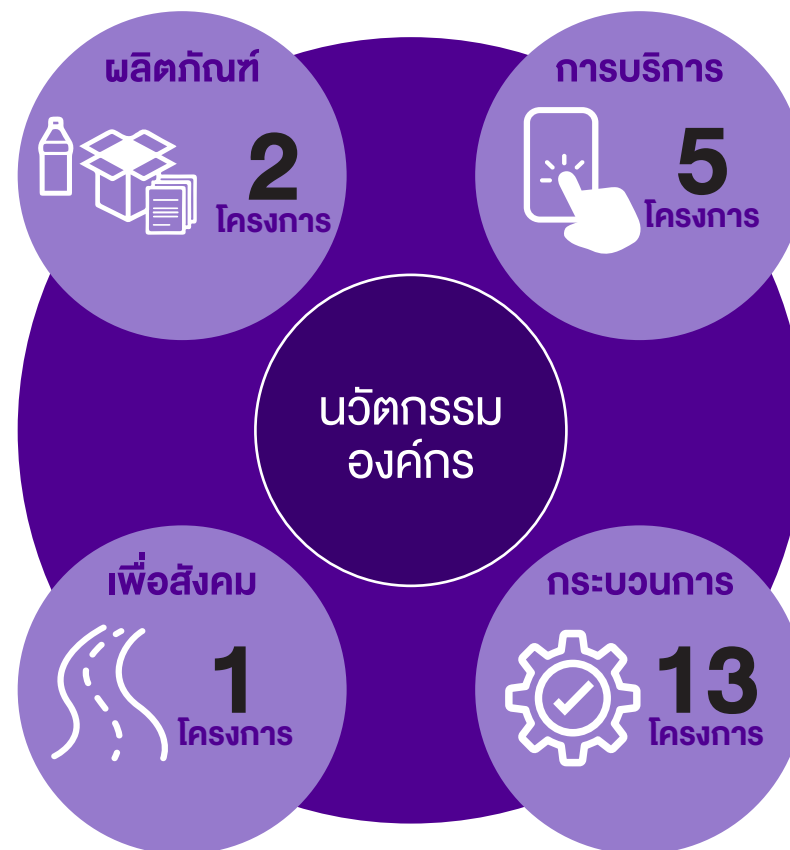 ผลิตภัณฑ์
2
โครงการ
การบริการ
5
โครงการ
นวัตกรรม
องค์กร
เพื่อสังคม
1
โครงการ
กระบวนการ
13
โครงการ